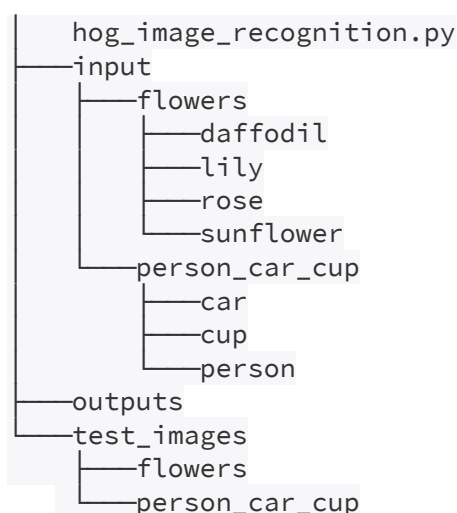 hog_image_recognition.py
input
flowers
daffodil
lily
rose
sunflower
person_car_cup
car
cup
person
outputs
test_images
flowers
person_car_cup